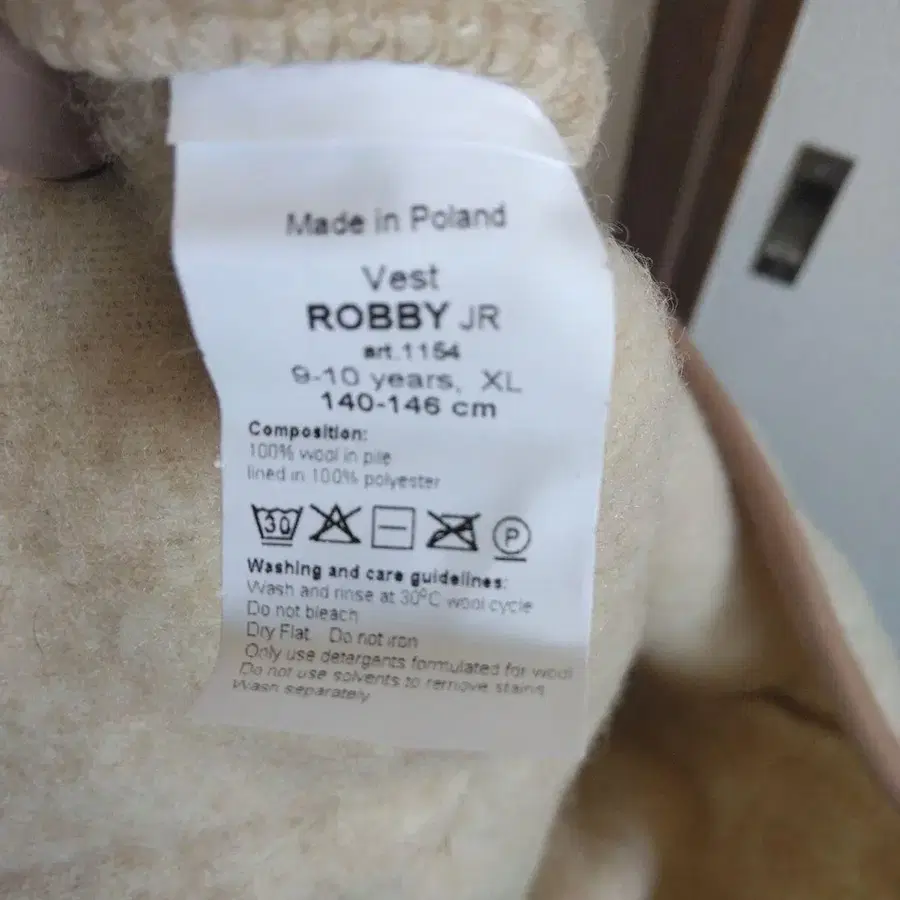 Made in Poland
Vest
ROBBY JR
art.1154
9-10 years, XL
140-146 cm
Composition:
100% wool in pile
lined in 100% polyester
30 P
Washing and care guidelines:
Wash and rinse at 30°C wool cycle
Do not bleach
Dry Flat Do not iron
Only use detergents formulated for wool
Do not use solvents to remove stains
Wash separately